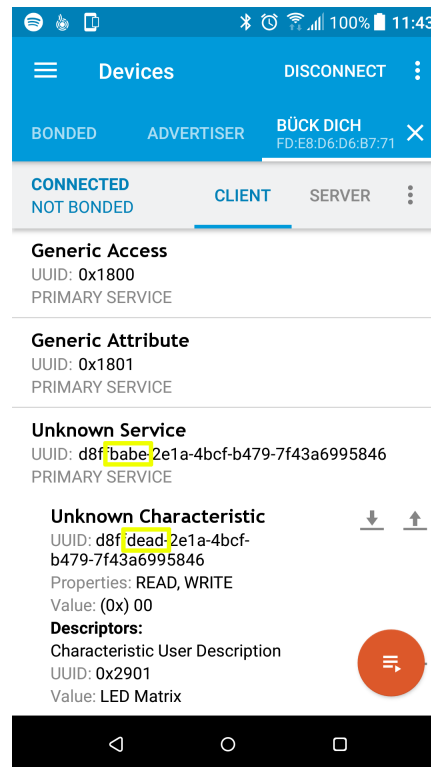 100% 11:43
Devices DISCONNECT
BONDED ADVERTISER BÜCK DICH
FD:E8:D6:D6:B7:71
CONNECTED
NOT BONDED
CLIENT SERVER
Generic Access
UUID: 0x1800
PRIMARY SERVICE
Generic Attribute
UUID: 0x1801
PRIMARY SERVICE
Unknown Service
UUID: d8ffbabe-2e1a-4bcf-b479-7f43a6995846
PRIMARY SERVICE
Unknown Characteristic
UUID: d8ffdead-2e1a-4bcf-
b479-7f43a6995846
Properties: READ, WRITE
Value: (0x) 00
Descriptors:
Characteristic User Description
UUID: 0x2901
Value: LED Matrix